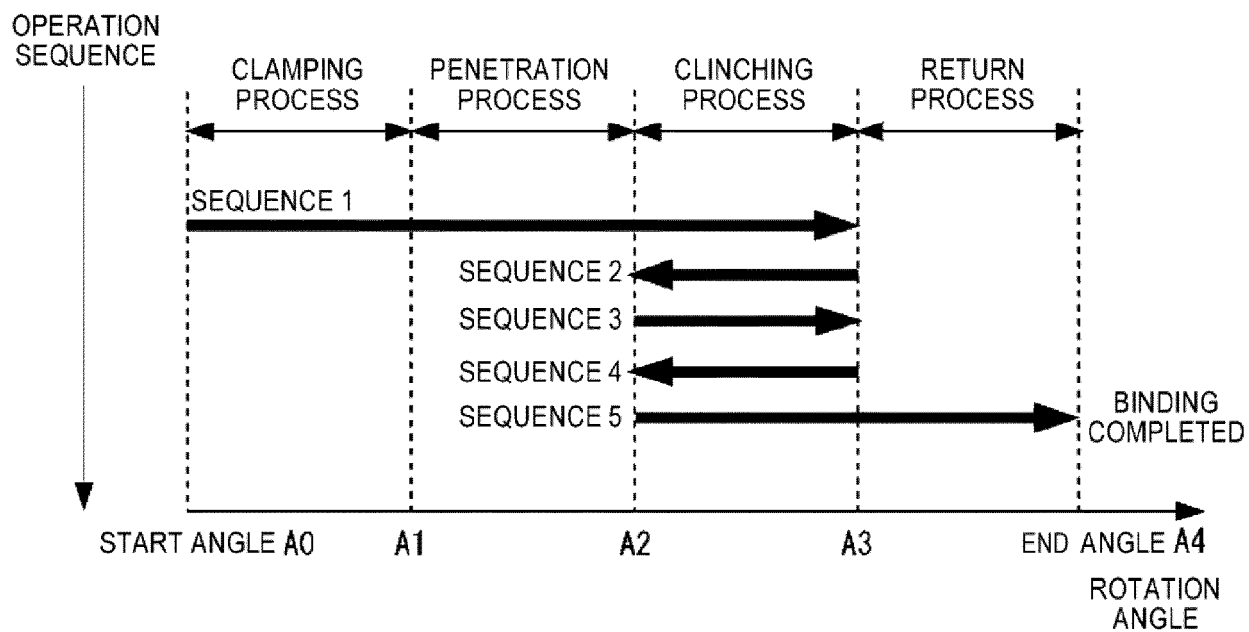 OPERATION
SEQUENCE
CLAMPING
PROCESS
PENETRATION
PROCESS
CLINCHING
PROCESS
RETURN
PROCESS
SEQUENCE 1
SEQUENCE 2
SEQUENCE 3
SEQUENCE 4
SEQUENCE 5
BINDING
COMPLETED
START ANGLE A0
A1
A2
A3
END ANGLE A4
ROTATION
ANGLE